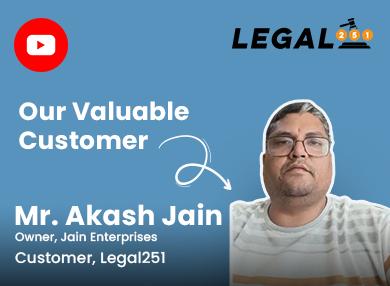 LEGAL 251
Our Valuable
Customer
Mr. Akash Jain
Owner, Jain Enterprises
Customer, Legal251